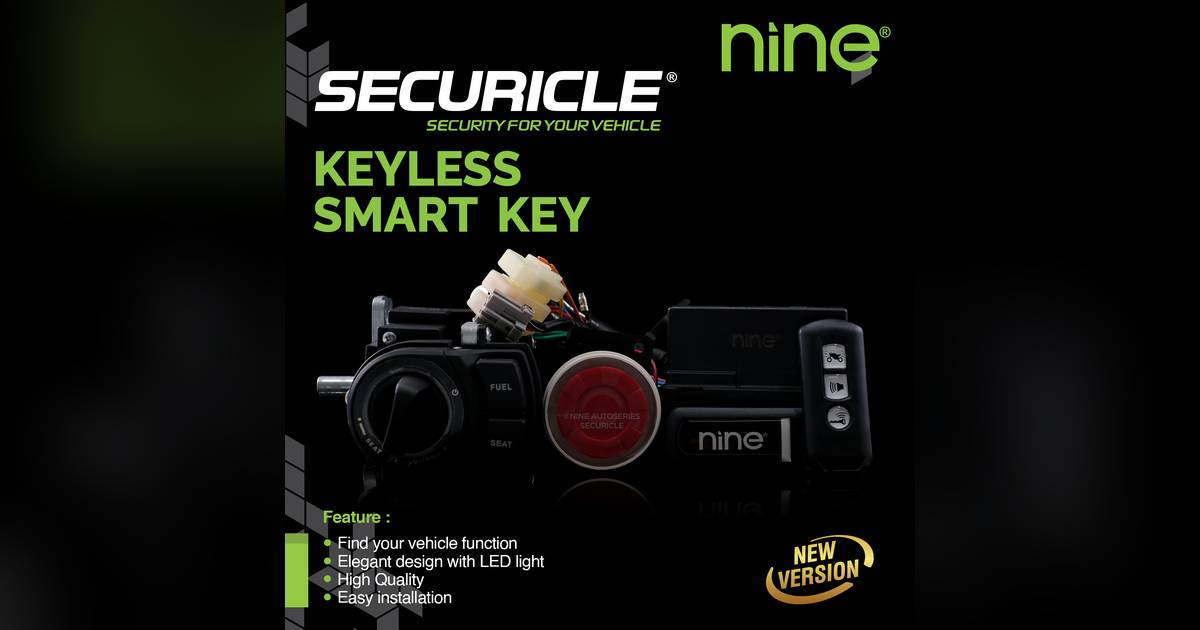 nine®
SECURICLE®
SECURITY FOR YOUR VEHICLE
KEYLESS
SMART KEY
nine
FUEL
SEAT
SEAT
NINE AUTOSERIES
SECURICLE
nine®
Feature :
• Find your vehicle function
• Elegant design with LED light
• High Quality
• Easy installation
NEW
VERSION